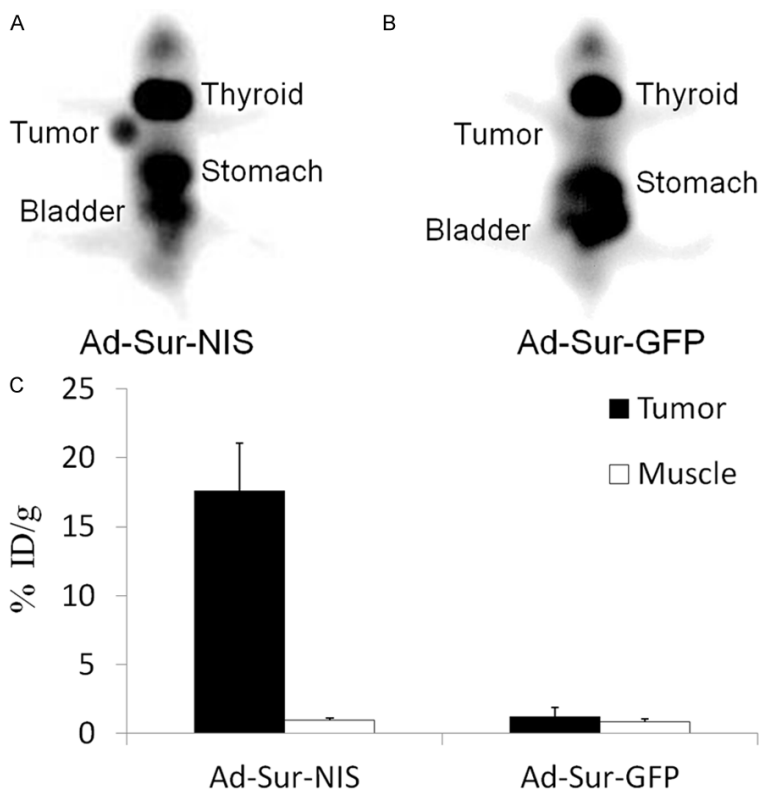 A
B
Thyroid
Thyroid
Tumor
Tumor
Stomach
Stomach
Bladder
Bladder
Ad-Sur-NIS
Ad-Sur-GFP
C
25
20
15
10
5
0
% ID/g
Tumor
Muscle
Ad-Sur-NIS
Ad-Sur-GFP